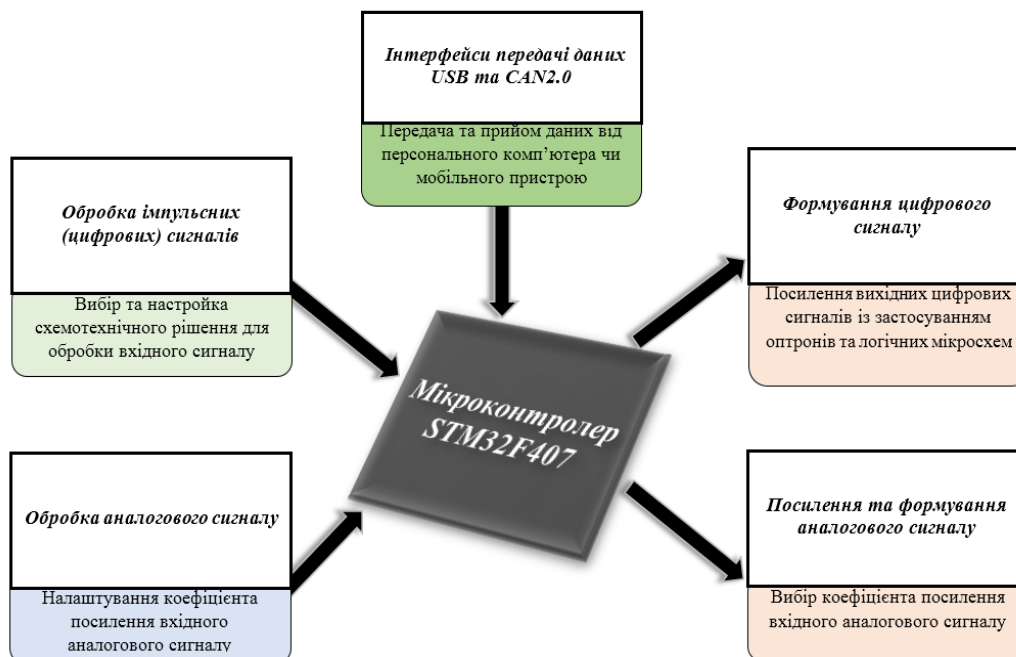 Інтерфейси передачі даних
USB та CAN2.0
Передача та прийом даних від
персонального комп’ютера чи
мобільного пристрою
Обробка імпульсних
(цифрових) сигналів
Вибір та настройка
схемотехнічного рішення для
обробки вхідного сигналу
Формування цифрового
сигналу
Посилення вихідних цифрових
сигналів із застосуванням
оптронів та логічних мікросхем
Мікроконтролер
STM32F407
Обробка аналогового сигналу
Налаштування коефіцієнта
посилення вхідного
аналогового сигналу
Посилення та формування
аналогового сигналу
Вибір коефіцієнта посилення
вхідного аналогового сигналу